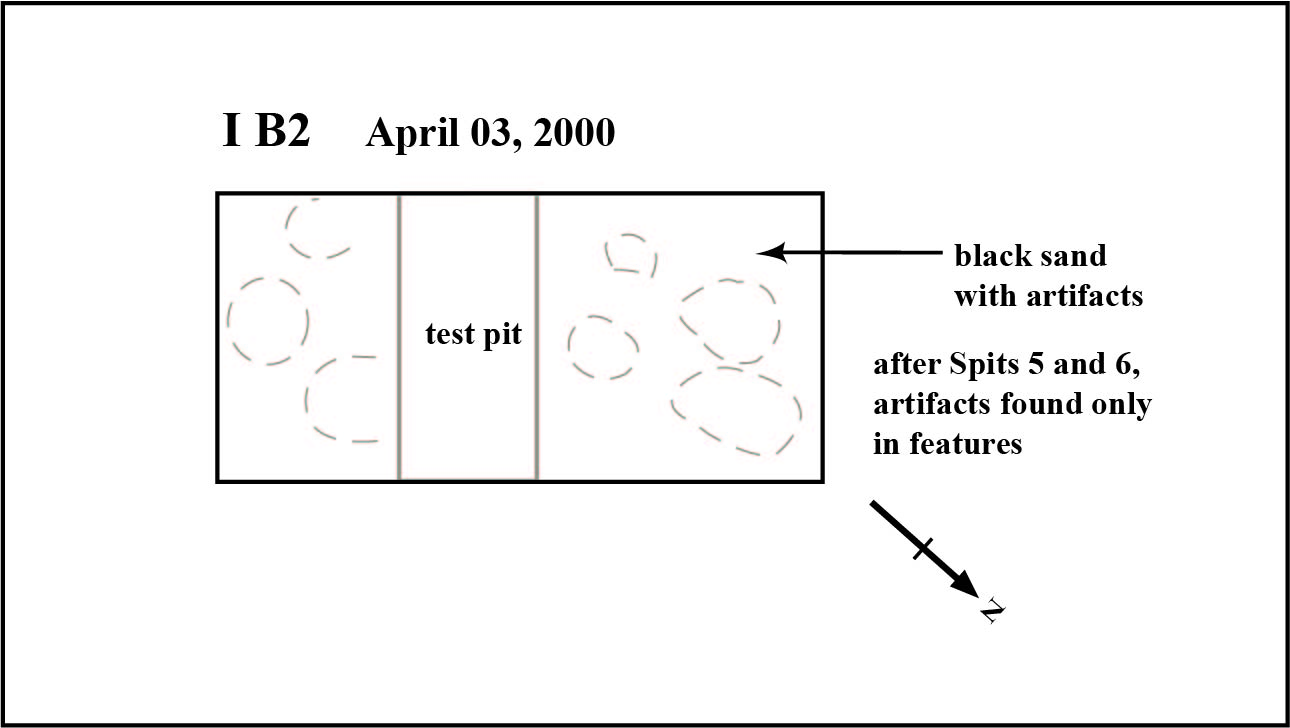 I B2 April 03, 2000
test pit
black sand
with artifacts
after Spits 5 and 6,
artifacts found only
in features
N